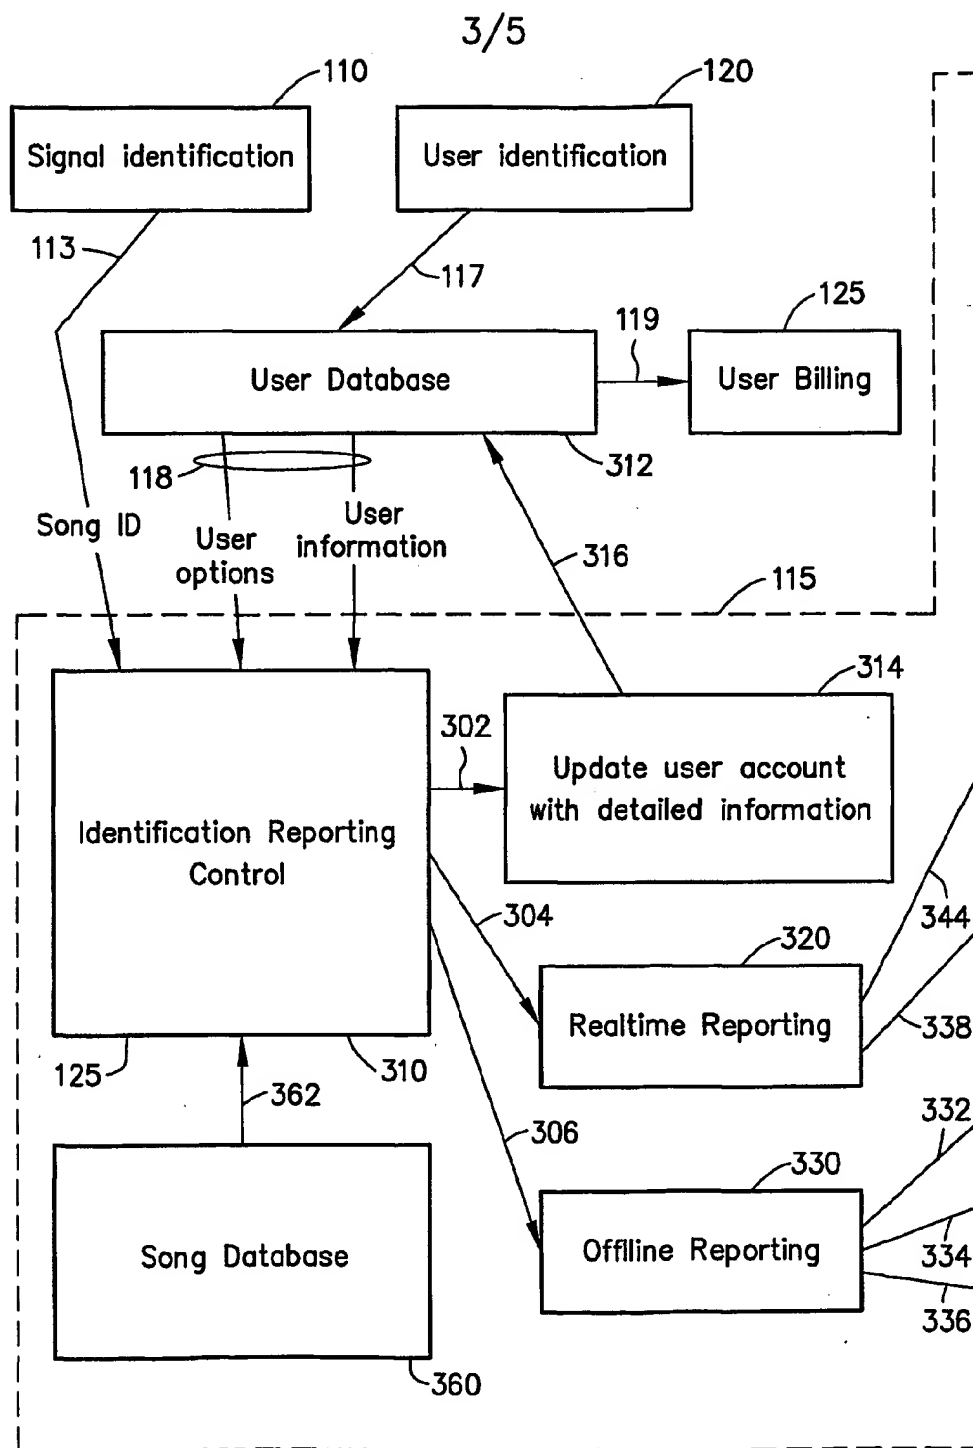 3/5
110
120
Signal identification
User identification
113
117
125
119
User Database
User Billing
118
312
Song ID
User
options
User
information
316
115
314
302
Update user account
with detailed information
Identification Reporting
Control
304
344
320
Realtime Reporting
338
125
310
362
332
306
330
Song Database
Offiline Reporting
334
336
360